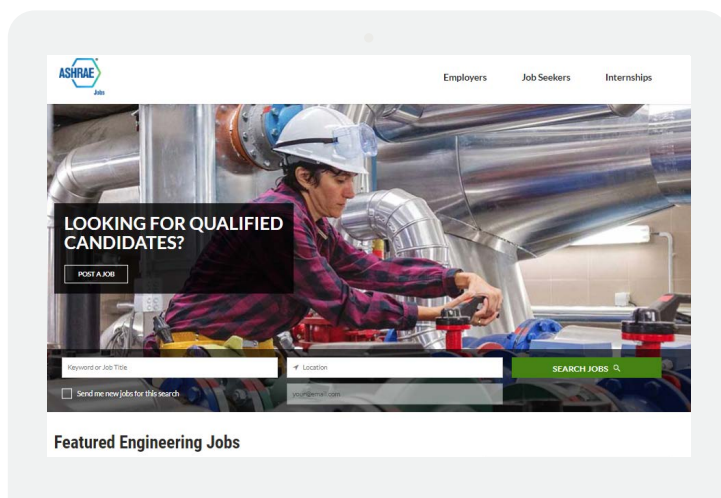 ASHRAE
Jobs
Employers Job Seekers Internships
LOOKING FOR QUALIFIED
CANDIDATES?
POST A JOB
Keyword or Job Title Location SEARCH JOBS
Send me new jobs for this search your@email.com
Featured Engineering Jobs